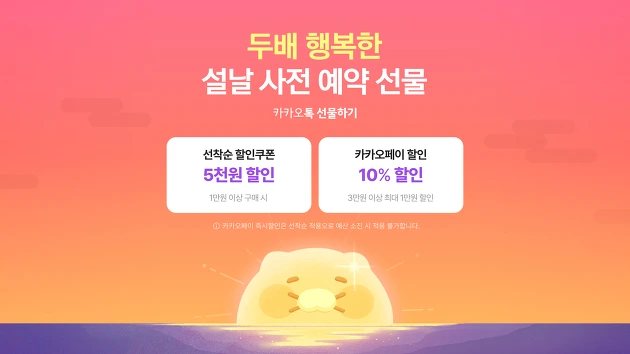 두배 행복한
설날 사전 예약 선물
카카오톡 선물하기
선착순 할인쿠폰
5천원 할인
1만원 이상 구매 시
카카오페이 할인
10% 할인
3만원 이상 최대 1만원 할인
ⓘ 카카오페이 즉시할인은 선착순 적용으로 예산 소진 시 적용 불가합니다.